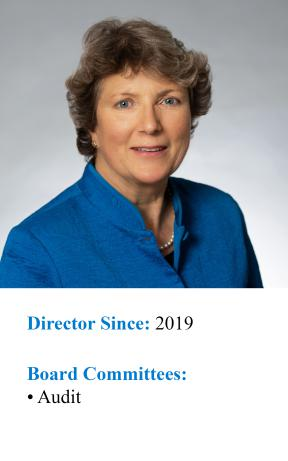 Director Since: 2019
Board Committees:
• Audit